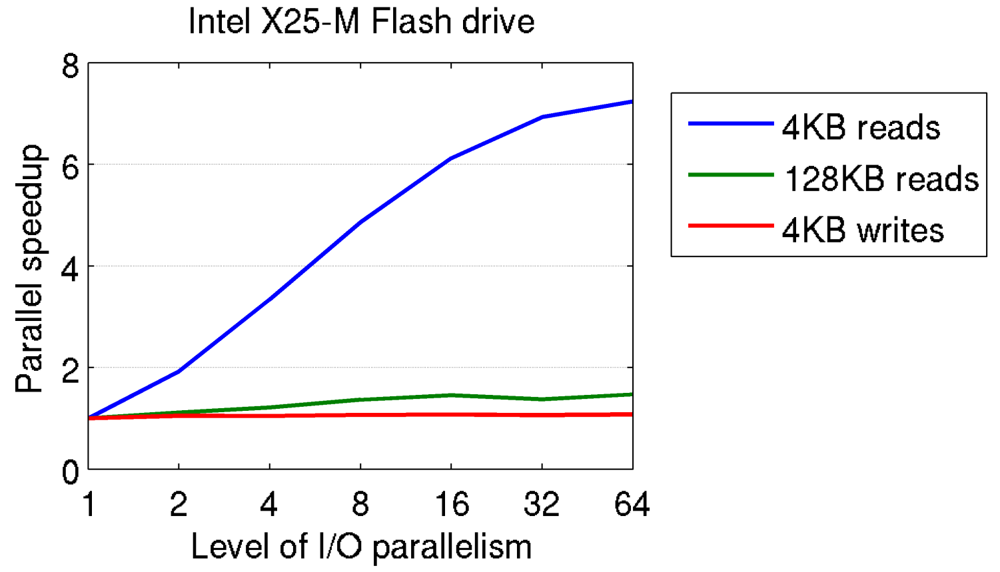 Intel X25-M Flash drive
8
6
4
2
0
Parallel speedup
1 2 4 8 16 32 64
Level of I/O parallelism
4KB reads
128KB reads
4KB writes